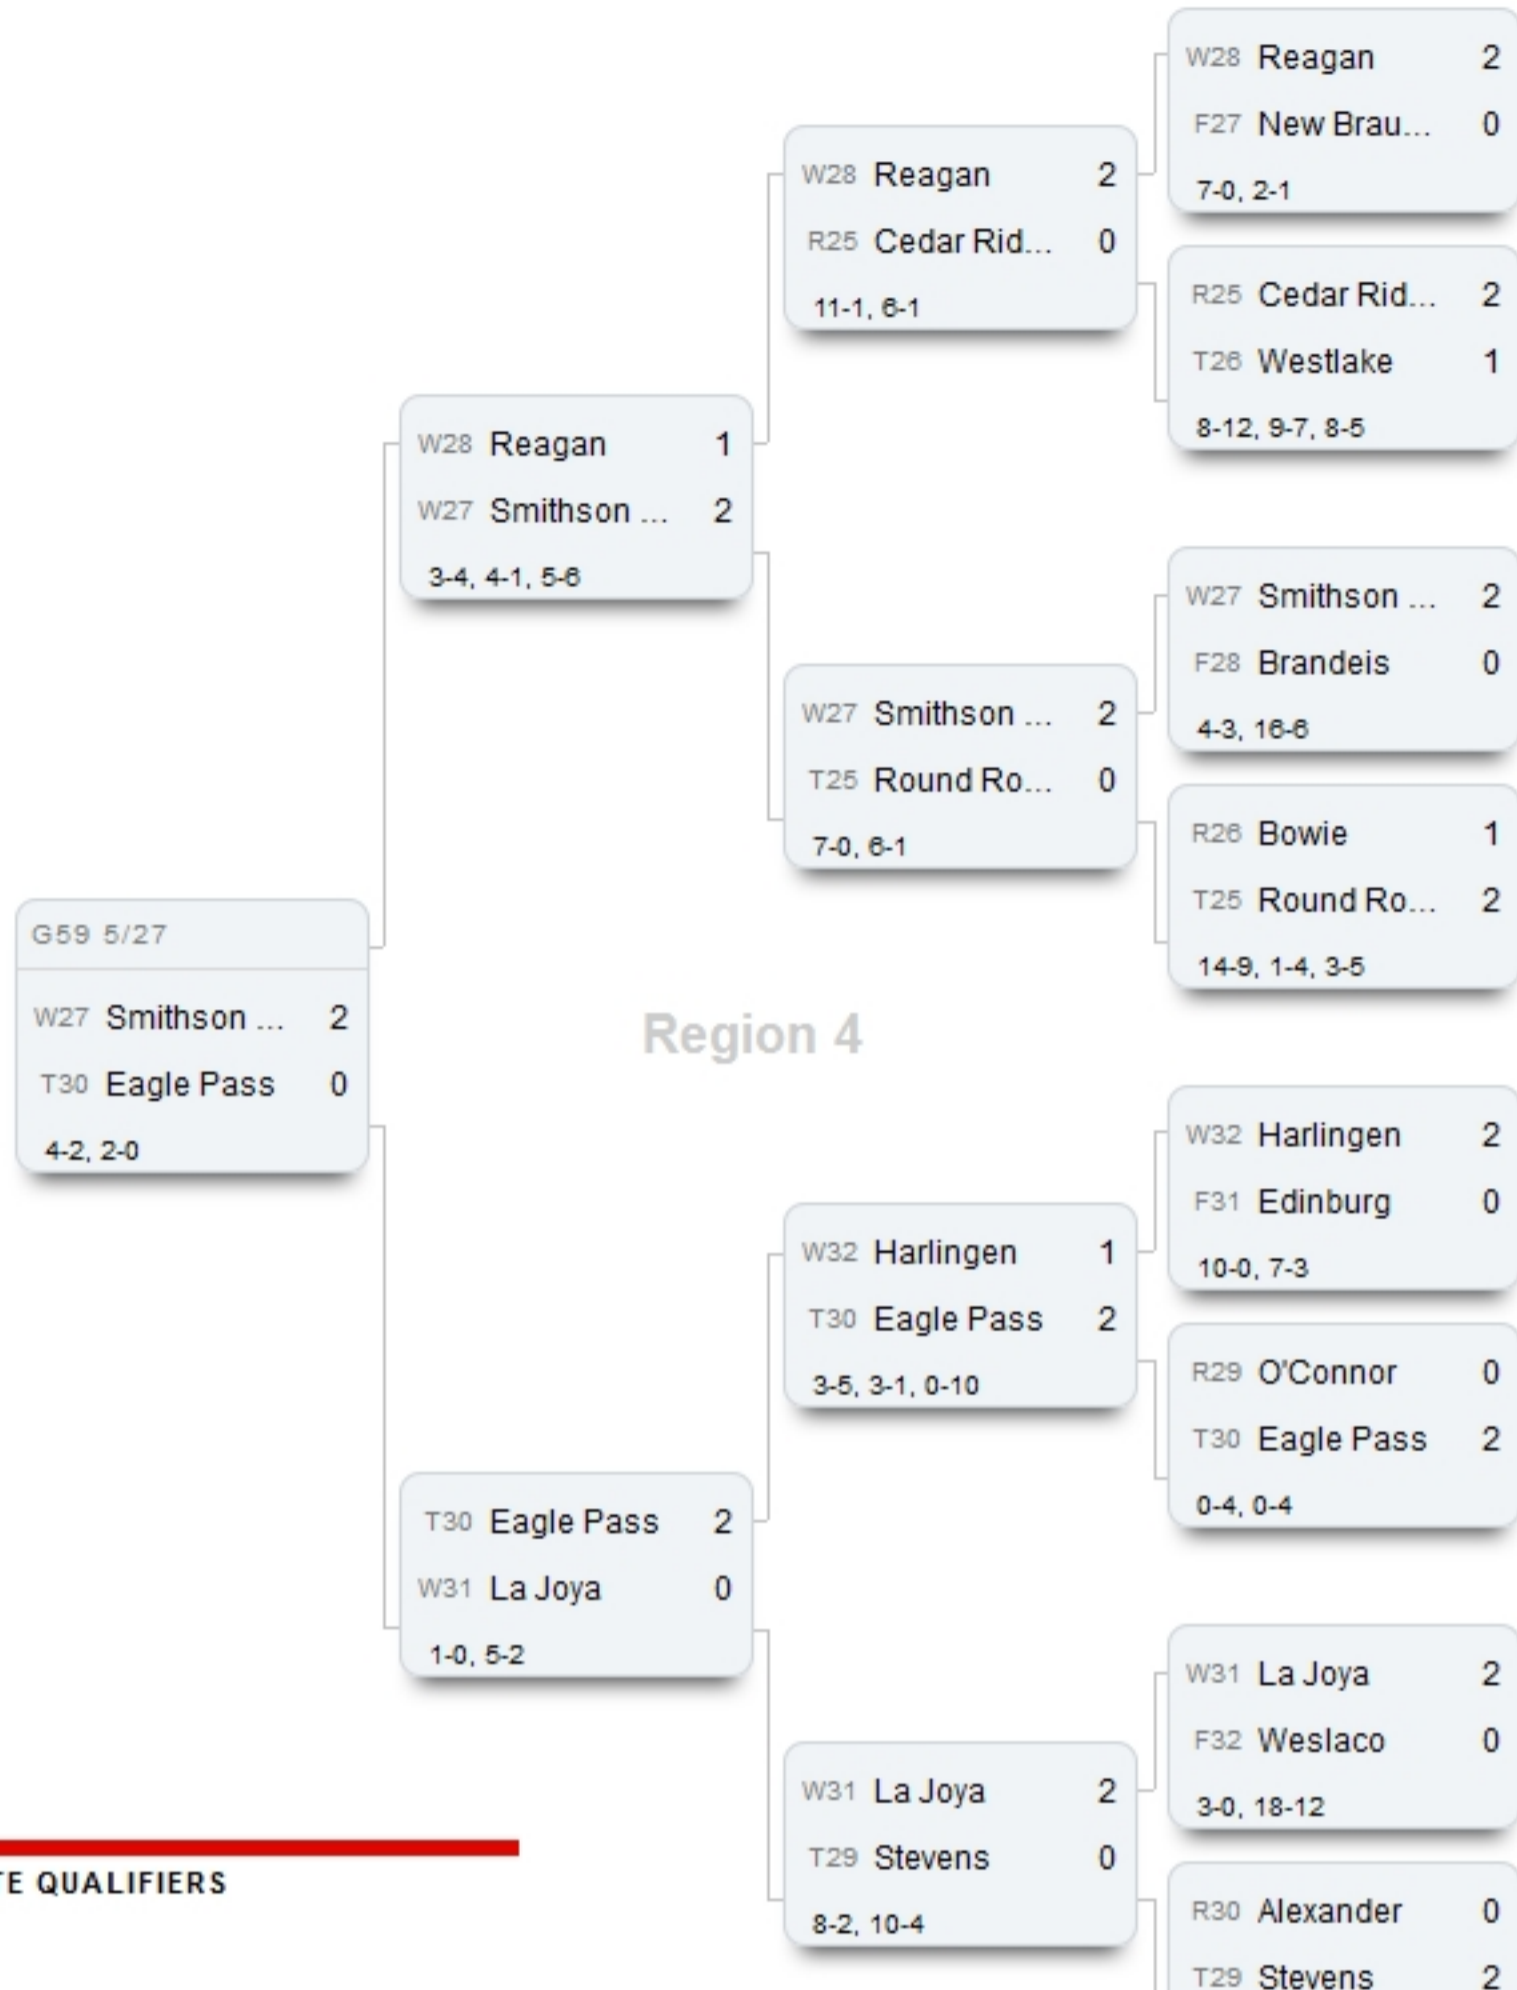 W28 Reagan 2
F27 New Brau... 0
7-0, 2-1
R25 Cedar Rid... 2
T26 Westlake 1
8-12, 9-7, 8-5
W27 Smithson ... 2
F28 Brandeis 0
4-3, 16-6
R26 Bowie 1
T25 Round Ro... 2
14-9, 1-4, 3-5
W32 Harlingen 2
F31 Edinburg 0
10-0, 7-3
R29 O'Connor 0
T30 Eagle Pass 2
0-4, 0-4
W31 La Joya 2
F32 Weslaco 0
3-0, 18-12
R30 Alexander 0
T29 Stevens 2
W28 Reagan 2
R25 Cedar Rid... 0
11-1, 6-1
W27 Smithson ... 2
T25 Round Ro... 0
7-0, 6-1
W32 Harlingen 1
T30 Eagle Pass 2
3-5, 3-1, 0-10
W31 La Joya 2
T29 Stevens 0
8-2, 10-4
W28 Reagan 1
W27 Smithson ... 2
3-4, 4-1, 5-6
T30 Eagle Pass 2
W31 La Joya 0
1-0, 5-2
G59 5/27
W27 Smithson ... 2
T30 Eagle Pass 0
4-2, 2-0
Region 4
TE QUALIFIERS